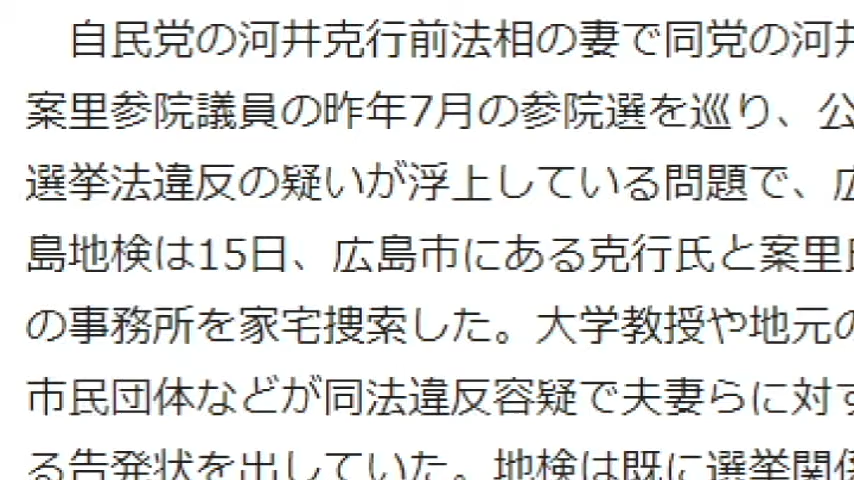 自民党の河井克行前法相の妻で同党の河井
案里参院議員の昨年7月の参院選を巡り、公
選挙法違反の疑いが浮上している問題で、広
島地検は15日、広島市にある克行氏と案里氏
の事務所を家宅捜索した。大学教授や地元の
市民団体などが同法違反容疑で夫妻らに対す
る告発状を出していた。地検は既に選挙関係